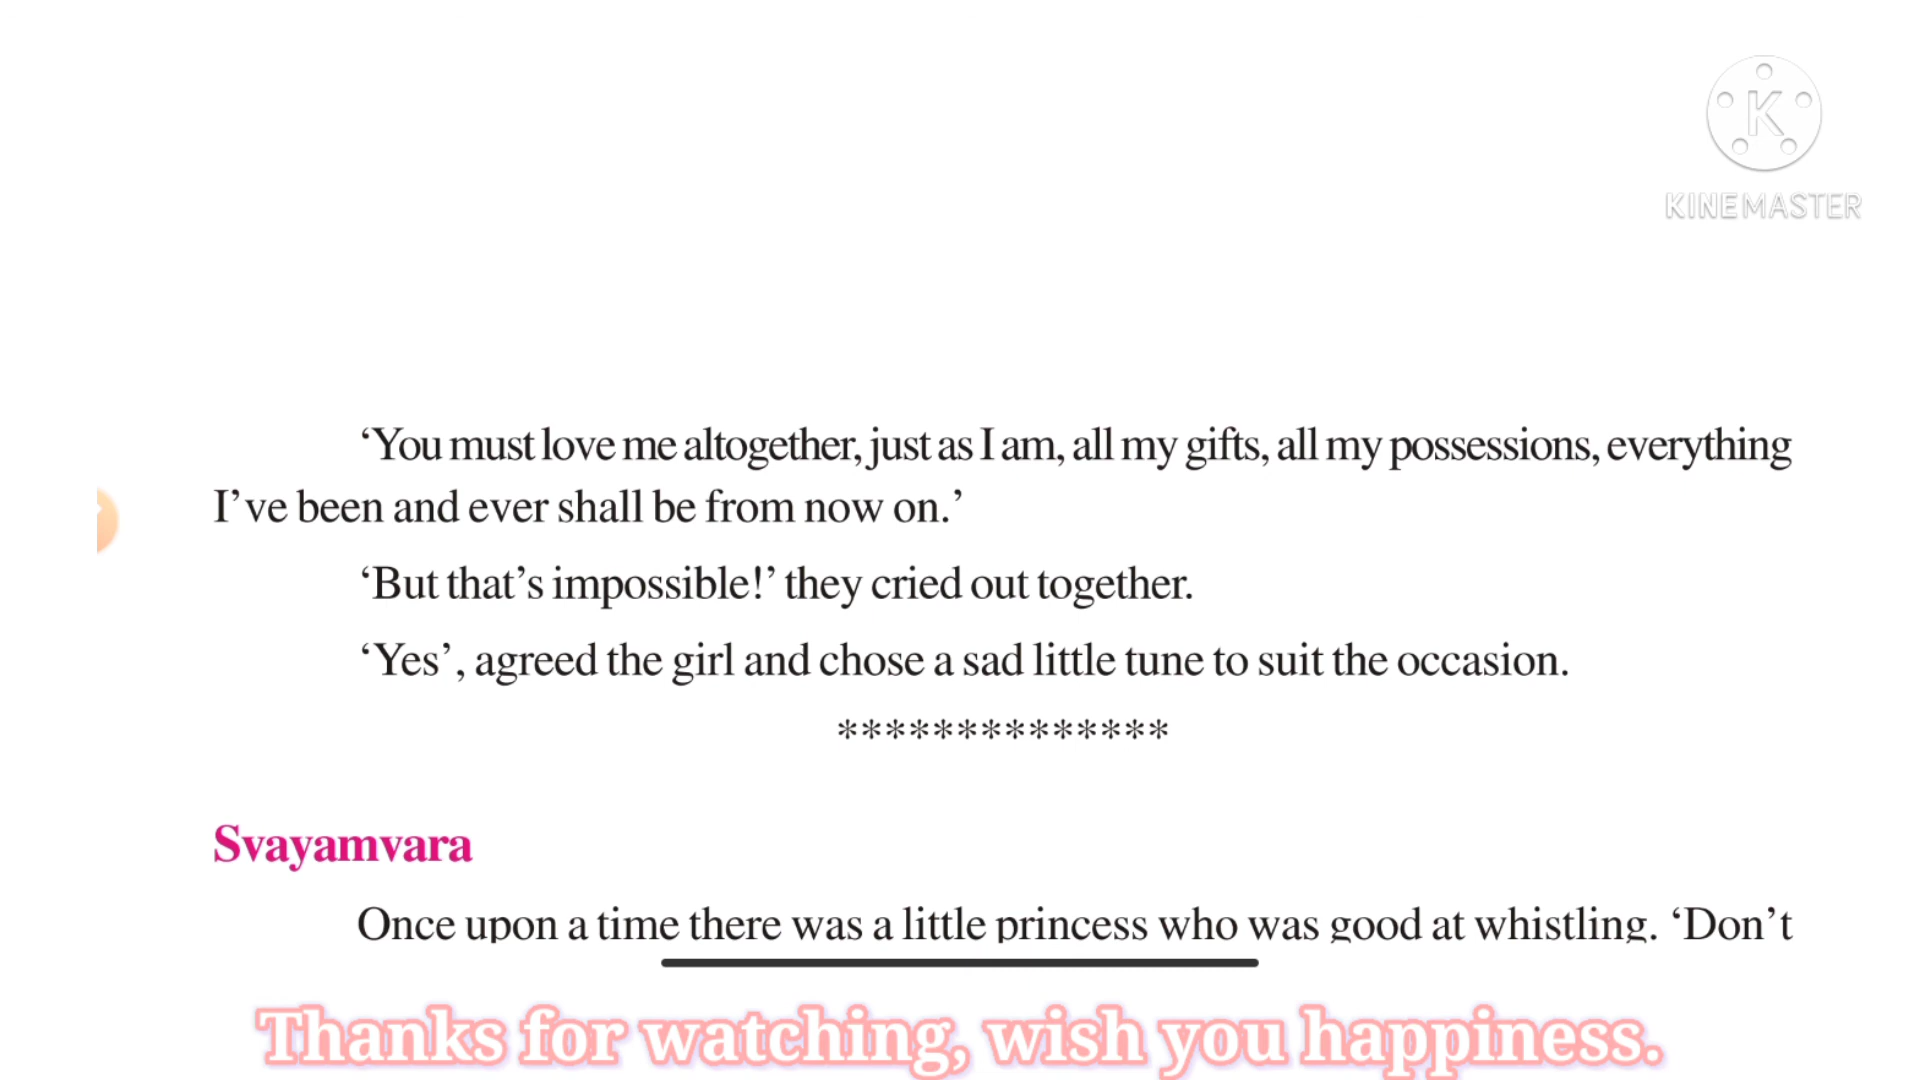 KINEMASTER
‘You must love me altogether, just as I am, all my gifts, all my possessions, everything
I’ve been and ever shall be from now on.’
‘But that’s impossible!’ they cried out together.
‘Yes’, agreed the girl and chose a sad little tune to suit the occasion.
**************
Svayamvara
Once upon a time there was a little princess who was good at whistling. ‘Don’t
Thanks for watching, wish you happiness.